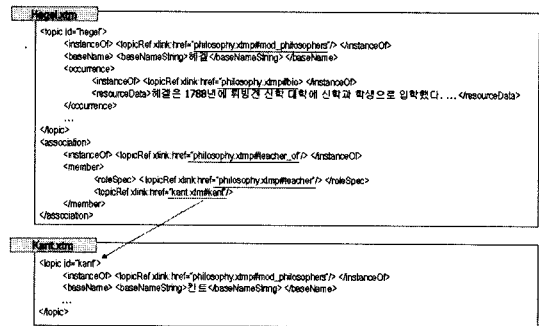 Hegel.xtm
<topic id="hegel">
<instanceOf> <topicRef xlink:href="philosophy.xtmp#mod_philosophers"/> </instanceOf>
<baseName> <baseNameString>헤겔</baseNameString> </baseName>
<occurrence>
<instanceOf> <topicRef xlink:href="philosophy.xtmp#bio> </instanceOf>
<resourceData>헤겔은 1788년에 튀빙겐 신학 대학에 신학과 학생으로 입학했다. ... </resourceData>
</occurrence>
...
</topic>
<association>
<instanceOf> <topicRef xlink:href="philosophy.xtmp#teacher_of/> </instanceOf>
<member>
<roleSpec> <topicRef xlink:href="philosophy.xtmp#teacher"/> </roleSpec>
<topicRef xlink:href="kant.xtm#kant"/>
</member>
</association>
Kant.xtm
<topic id="kant">
<instanceOf> <topicRef xlink:href="philosophy.xtmp#mod_philosophers"/> </instanceOf>
<baseName> <baseNameString>칸트</baseNameString> </baseName>
...
</topic>